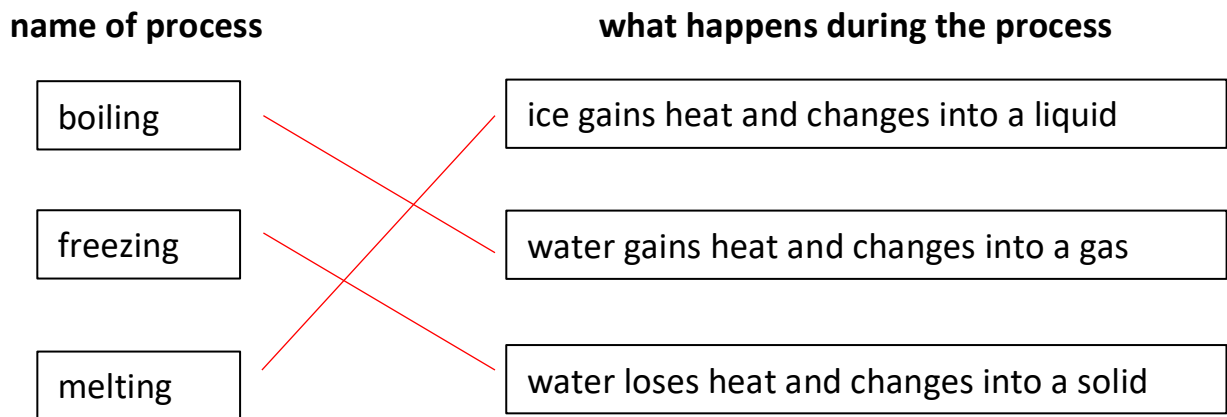 name of process what happens during the process
boiling ice gains heat and changes into a liquid
freezing water gains heat and changes into a gas
melting water loses heat and changes into a solid